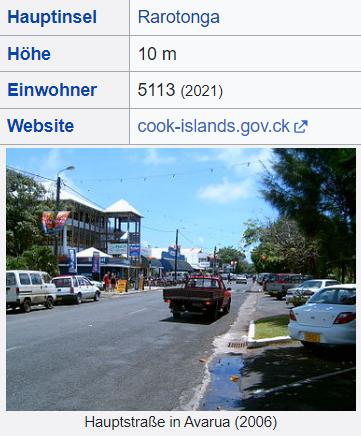 Hauptinsel Rarotonga
Höhe 10 m
Einwohner 5113 (2021)
Website cook-islands.gov.ck
Hauptstraße in Avarua (2006)